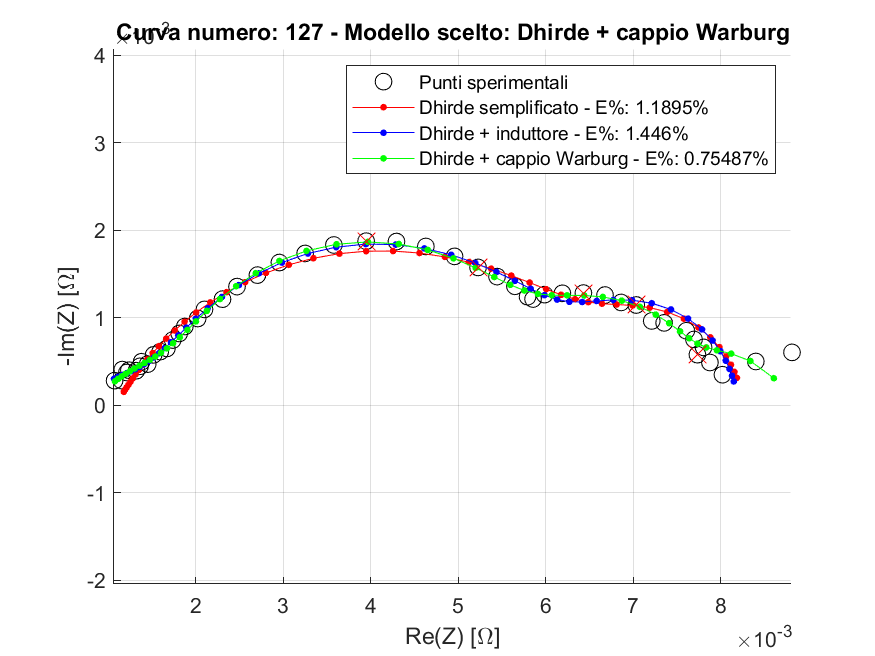 Curva numero: 127 - Modello scelto: Dhirde + cappio Warburg
×10⁻³
Punti sperimentali
Dhirde semplificato - E%: 1.1895%
Dhirde + induttore - E%: 1.446%
Dhirde + cappio Warburg - E%: 0.75487%
4
3
2
1
0
-1
-2
-Im(Z) [Ω]
2 3 4 5 6 7 8
Re(Z) [Ω]
×10⁻³